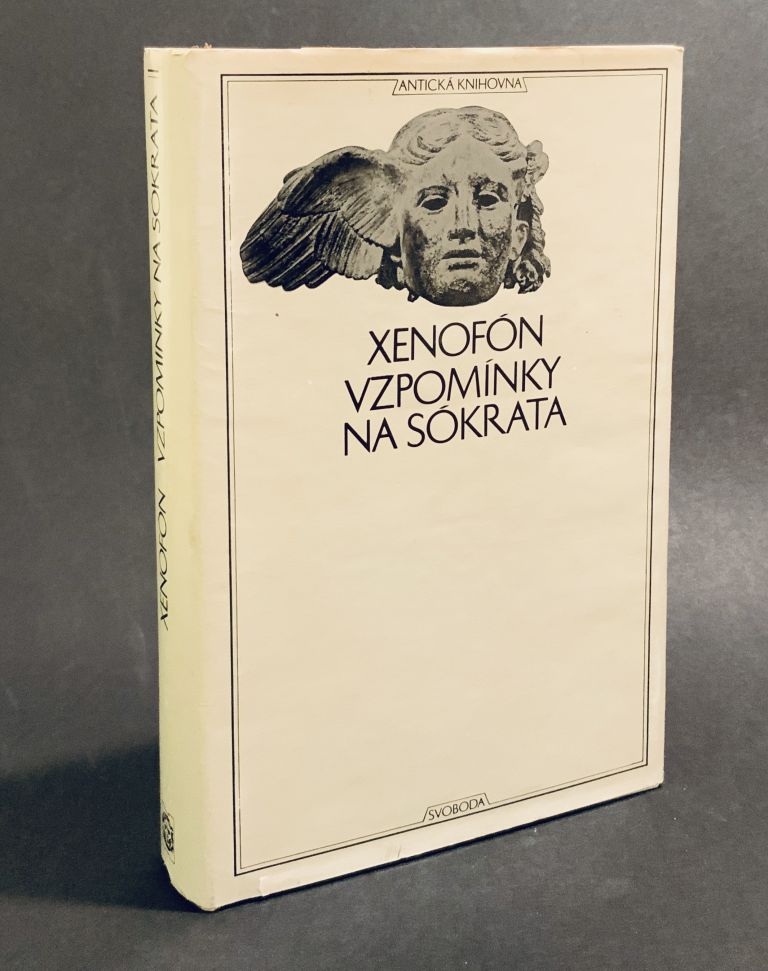 ANTICKÁ KNIHOVNA
XENOFÓN
VZPOMÍNKY
NA SÓKRATA
SVOBODA
XENOFÓN VZPOMÍNKY NA SÓKRATA